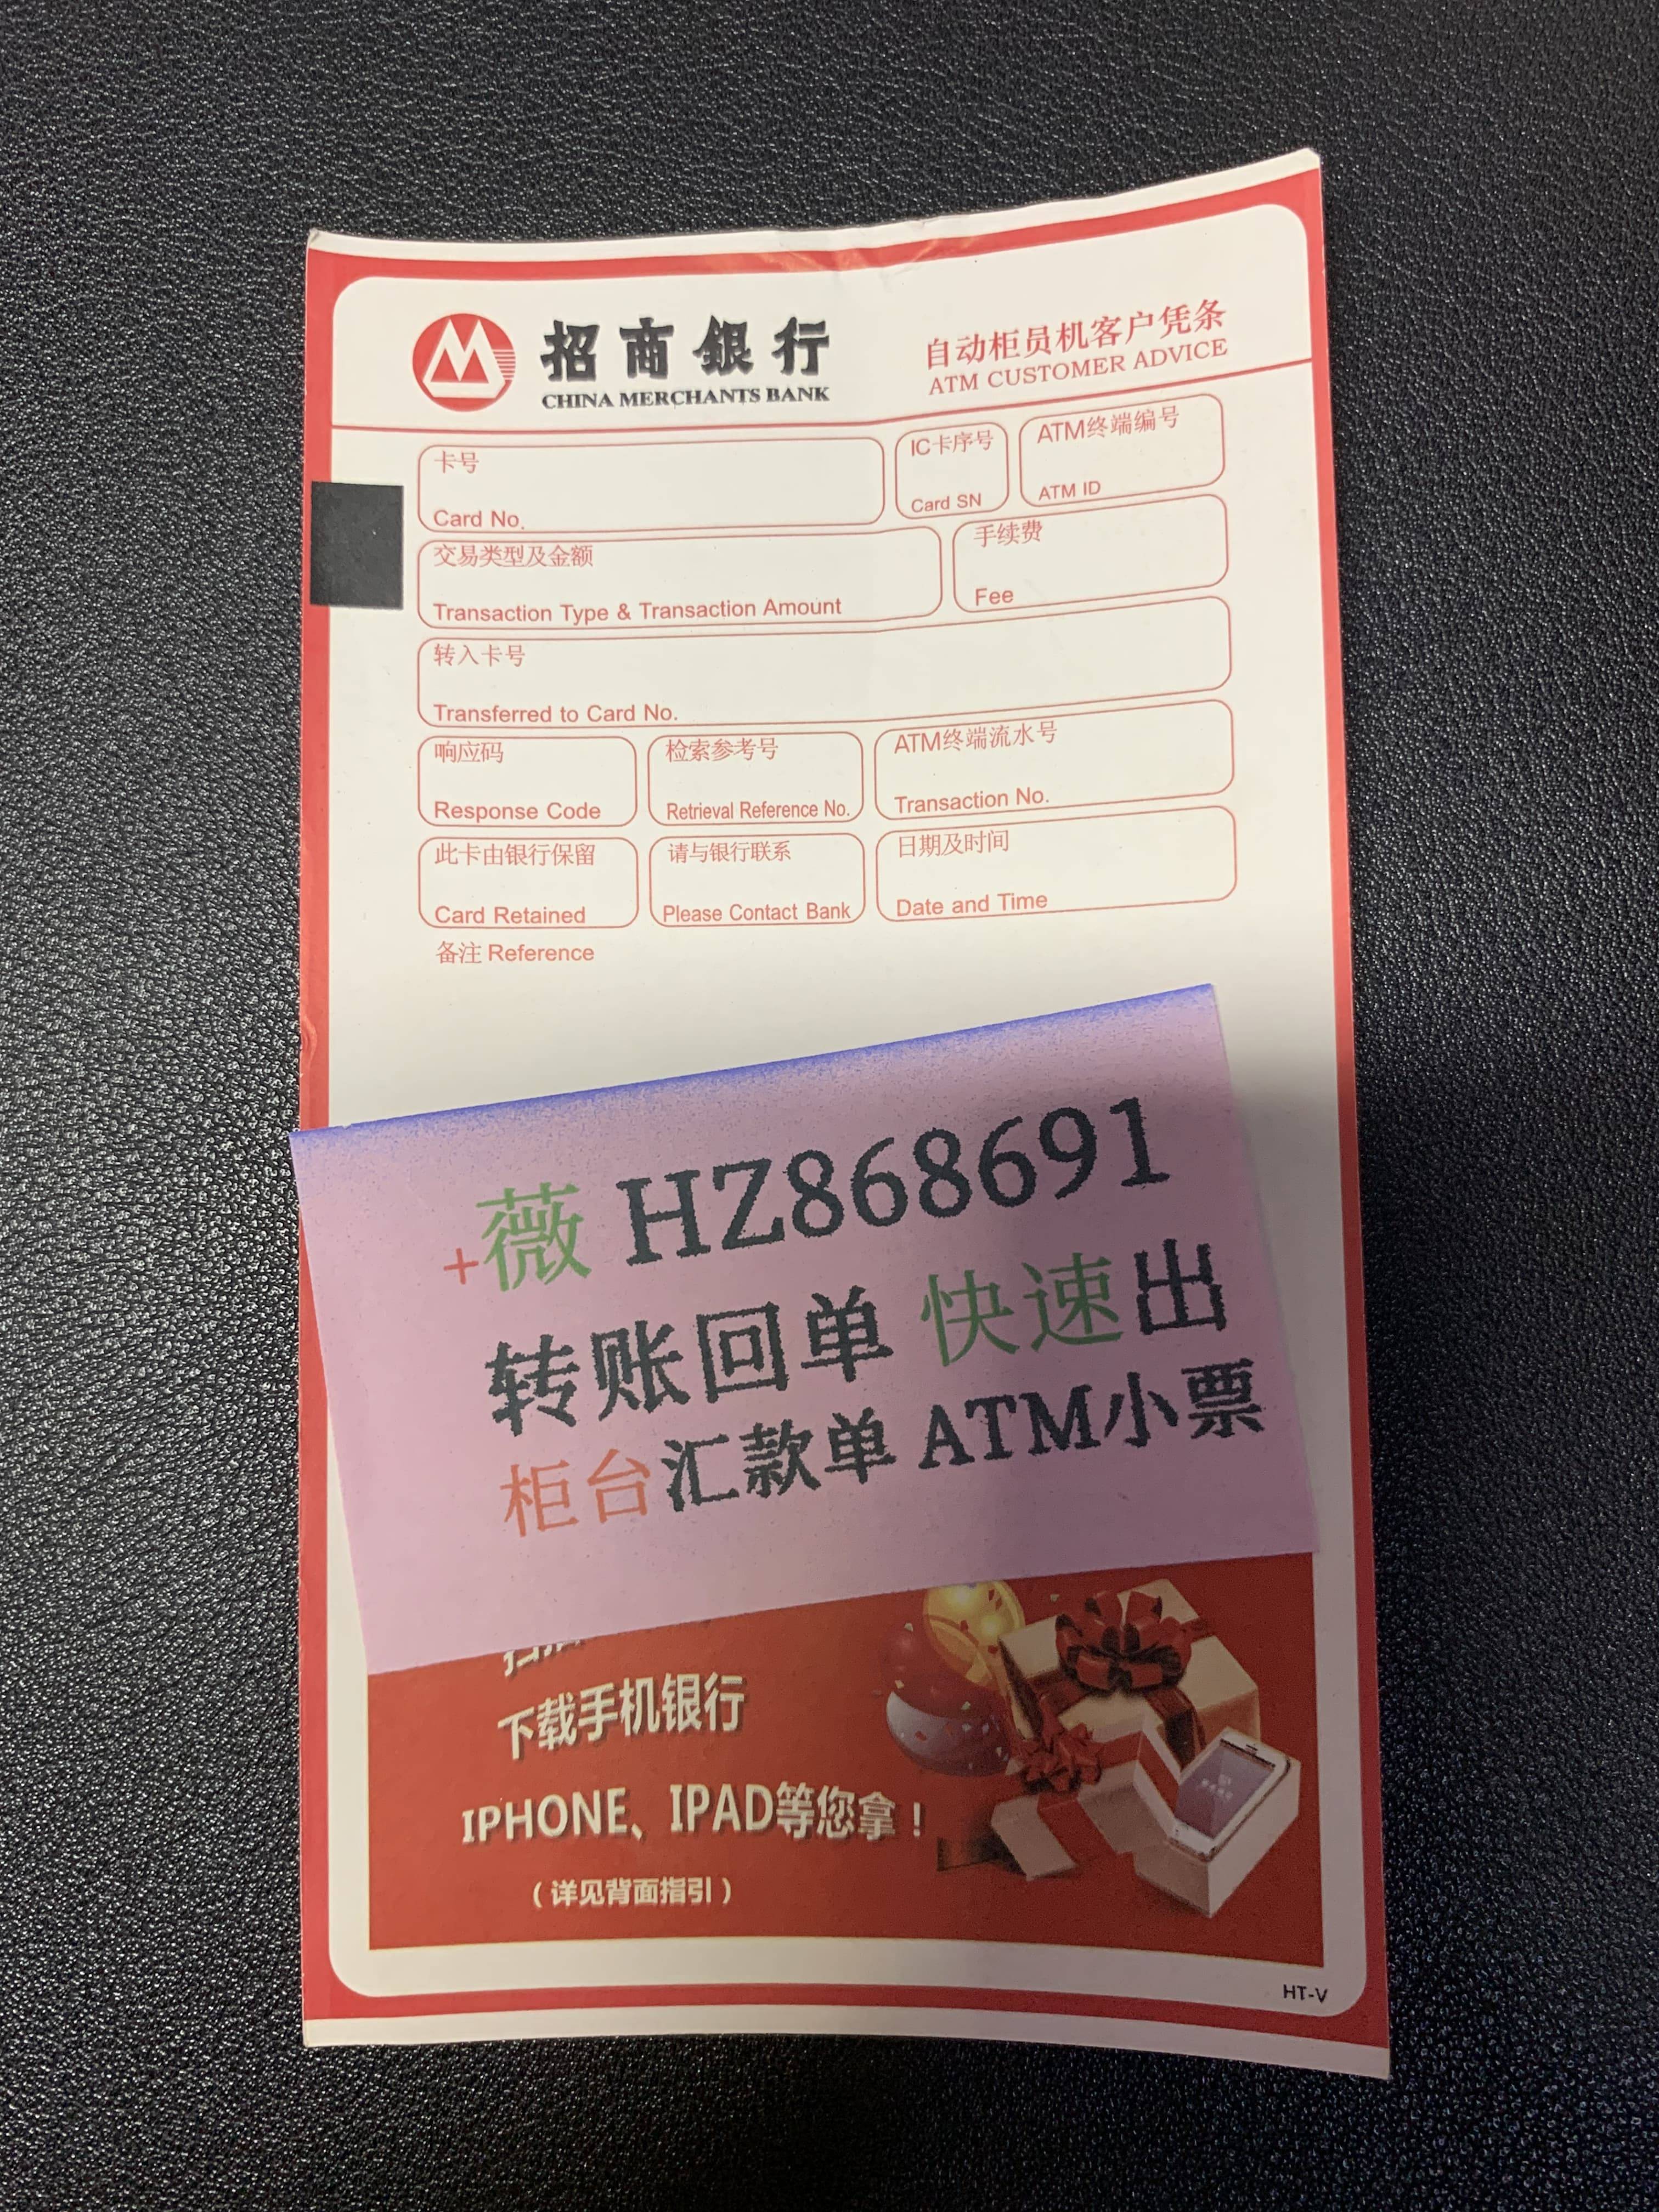 招商銀行
CHINA MERCHANTS BANK
自动柜员机客户凭条
ATM CUSTOMER ADVICE
卡号
Card No.
IC卡序号
Card SN
ATM终端编号
ATM ID
交易类型及金额
Transaction Type & Transaction Amount
手续费
Fee
转入卡号
Transferred to Card No.
响应码
Response Code
检索参考号
Retrieval Reference No.
ATM终端流水号
Transaction No.
此卡由银行保留
Card Retained
请与银行联系
Please Contact Bank
日期及时间
Date and Time
备注 Reference
+薇 HZ868691
转账回单 快速出
柜台汇款单 ATM小票
下载手机银行
IPHONE、IPAD等您拿！
（详见背面指引）
HT-V